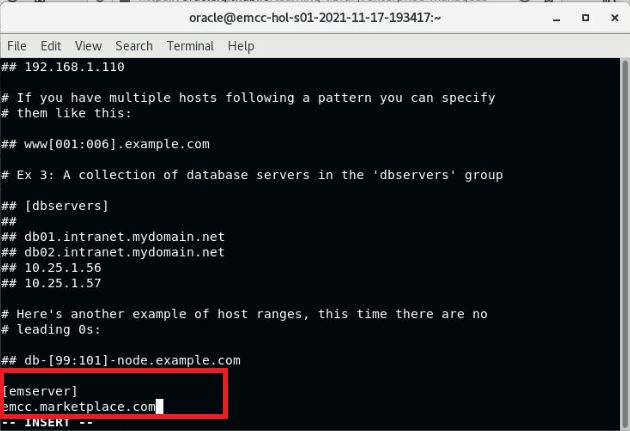 oracle@emcc-hol-s01-2021-11-17-193417:~
File Edit View Search Terminal Help
## 192.168.1.110
# If you have multiple hosts following a pattern you can specify
# them like this:
## www[001:006].example.com
# Ex 3: A collection of database servers in the 'dbservers' group
## [dbservers]
##
## db01.intranet.mydomain.net
## db02.intranet.mydomain.net
## 10.25.1.56
## 10.25.1.57
# Here's another example of host ranges, this time there are no
# leading 0s:
## db-[99:101]-node.example.com
[emserver]
emcc.marketplace.com
-- INSERT --